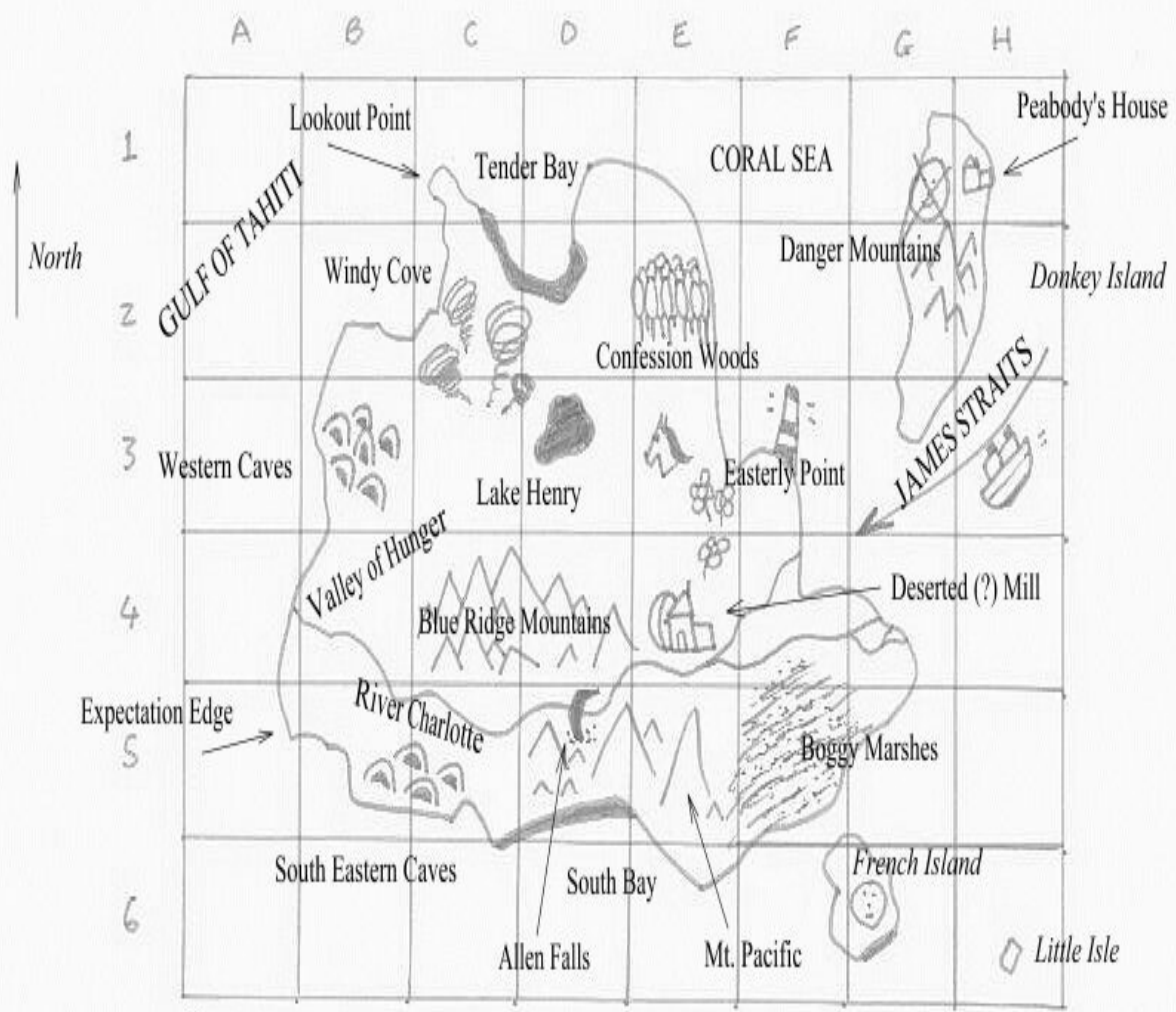 A B C D E F G H
1
2
3
4
5
6
North
Lookout Point
Tender Bay
CORAL SEA
Peabody's House
GULF OF TAHITI
Windy Cove
Danger Mountains
Donkey Island
Confession Woods
JAMES STRAITS
Western Caves
Lake Henry
Easterly Point
Valley of Hunger
Blue Ridge Mountains
Deserted (?) Mill
Expectation Edge
River Charlotte
Boggy Marshes
South Eastern Caves
South Bay
French Island
Allen Falls
Mt. Pacific
Little Isle